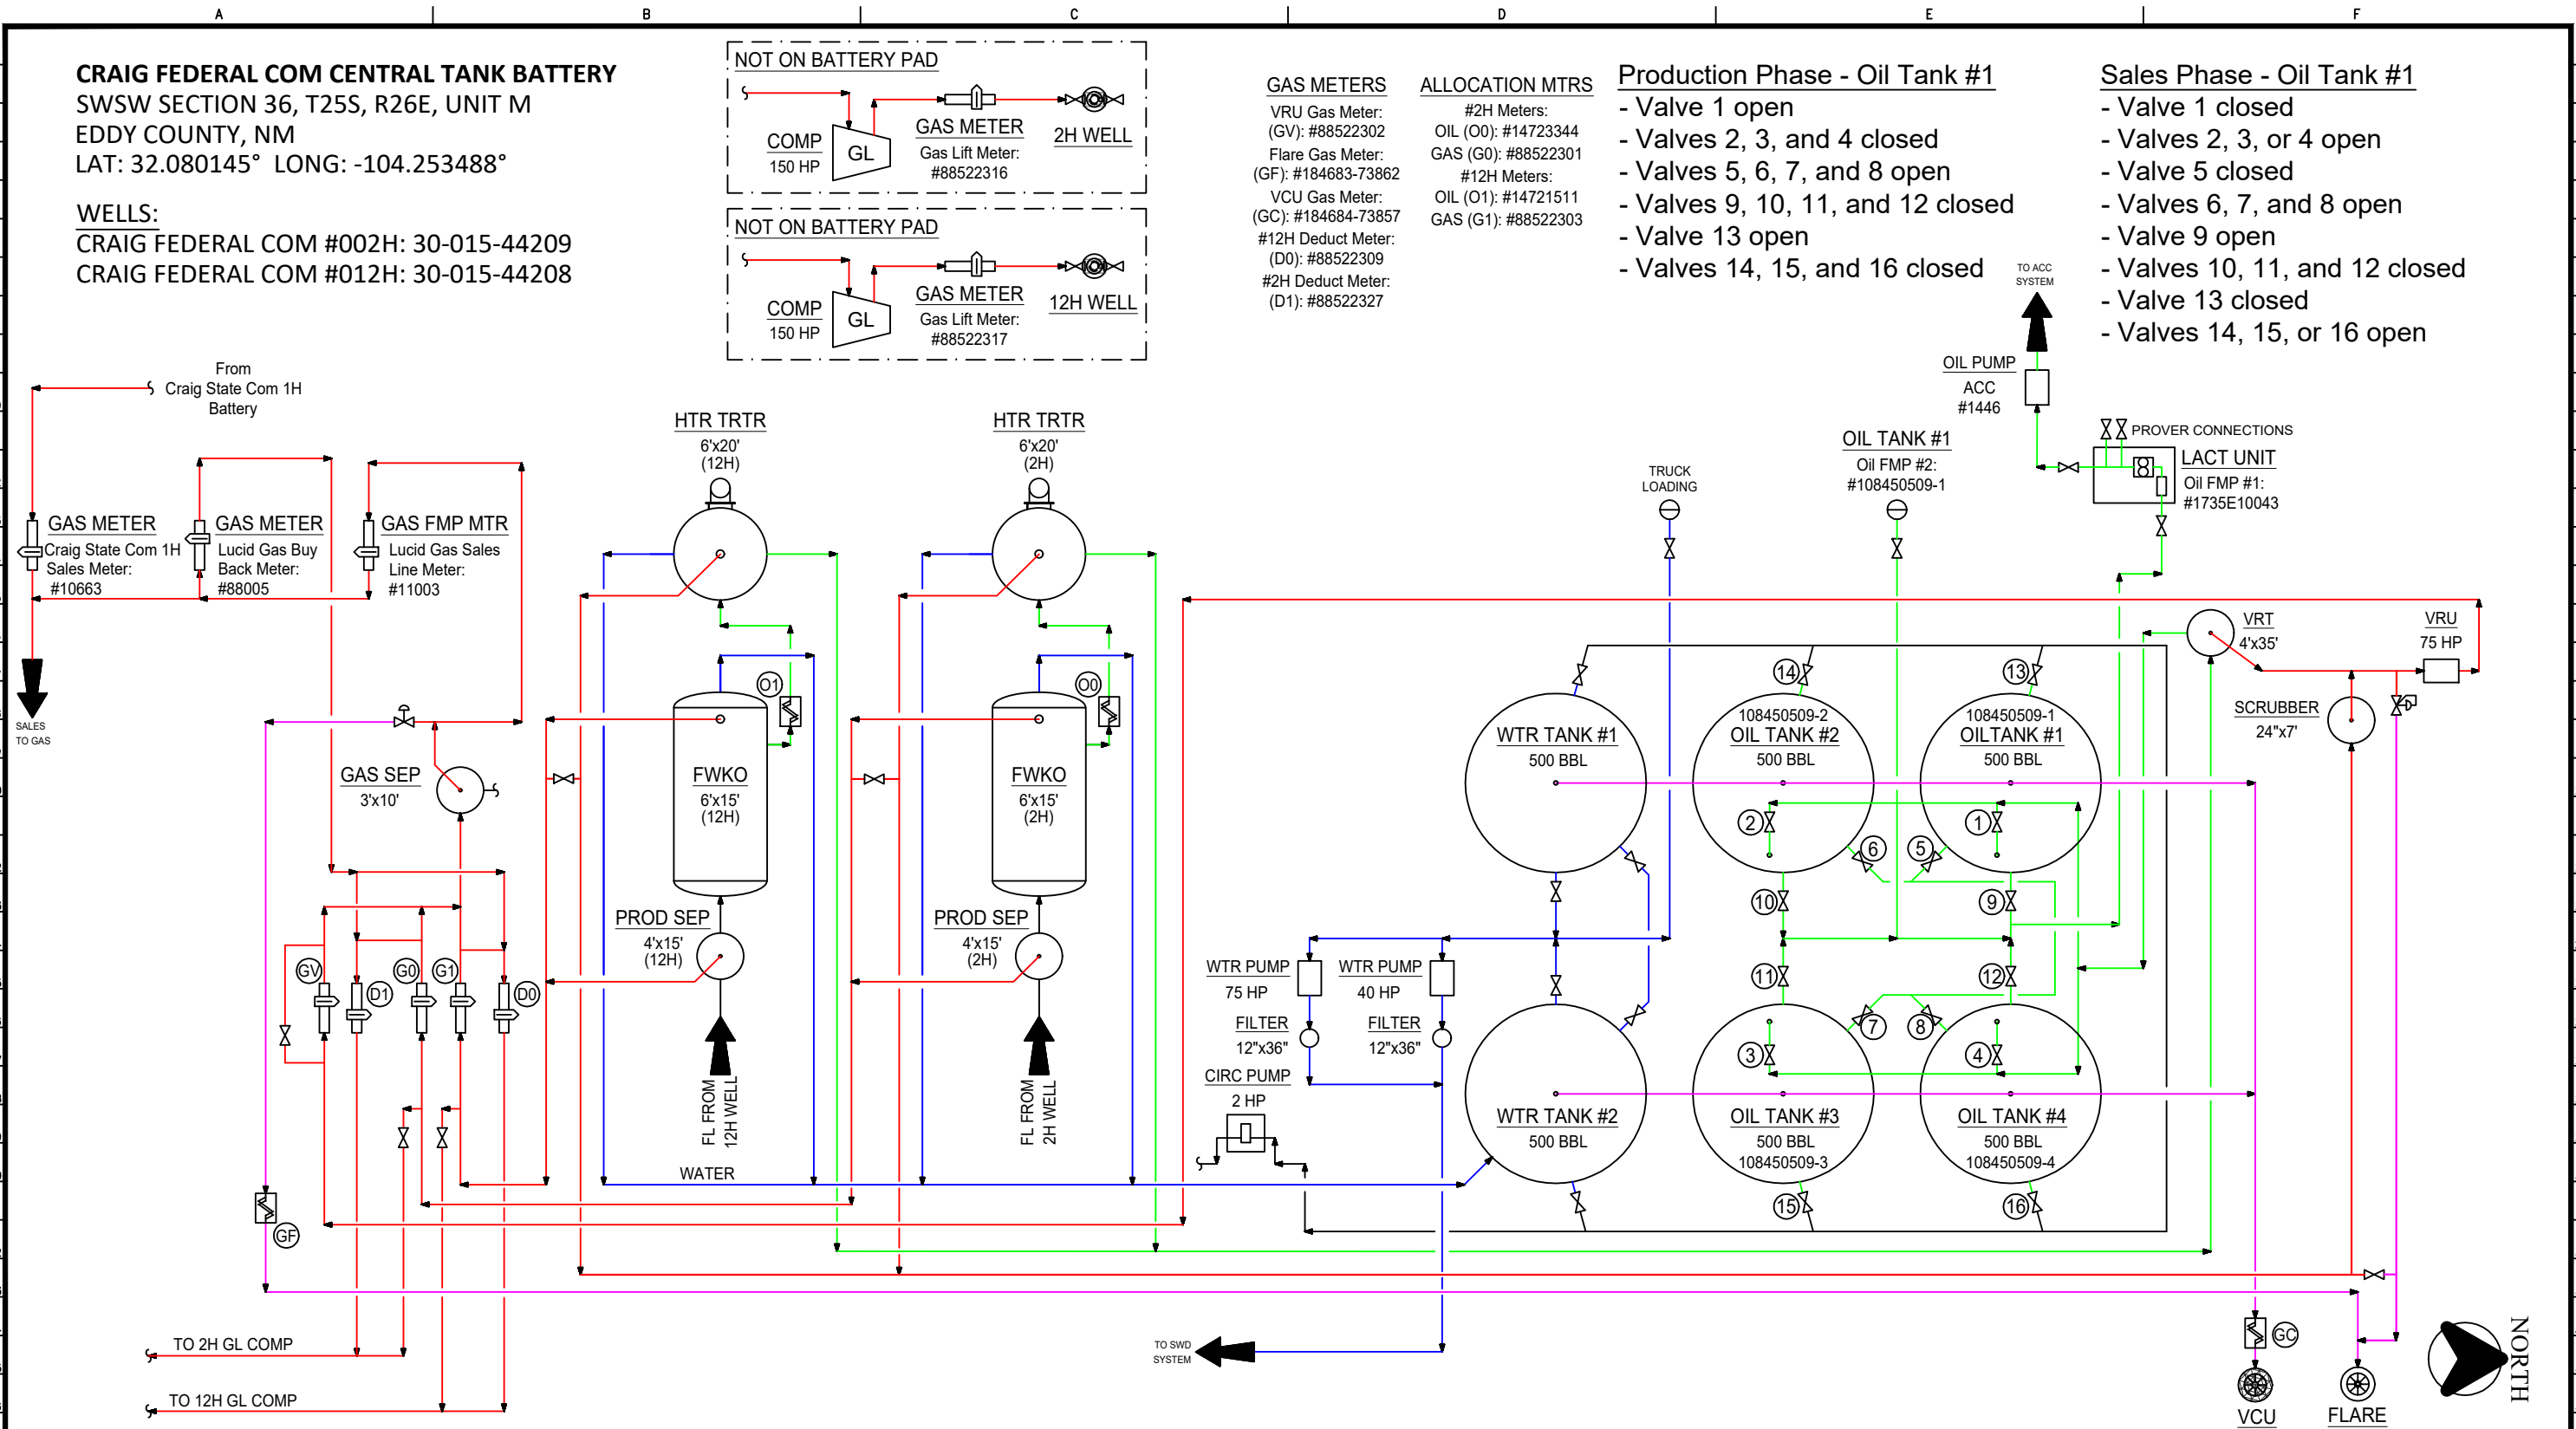 A
B
C
D
E
F
CRAIG FEDERAL COM CENTRAL TANK BATTERY
SWSW SECTION 36, T25S, R26E, UNIT M
EDDY COUNTY, NM
LAT: 32.080145° LONG: -104.253488°
WELLS:
CRAIG FEDERAL COM #002H: 30-015-44209
CRAIG FEDERAL COM #012H: 30-015-44208
NOT ON BATTERY PAD
COMP
150 HP
GL
GAS METER
Gas Lift Meter:
#88522316
2H WELL
NOT ON BATTERY PAD
COMP
150 HP
GL
GAS METER
Gas Lift Meter:
#88522317
12H WELL
GAS METERS
VRU Gas Meter:
(GV): #88522302
Flare Gas Meter:
(GF): #184683-73862
VCU Gas Meter:
(GC): #184684-73857
#12H Deduct Meter:
(D0): #88522309
#2H Deduct Meter:
(D1): #88522327
ALLOCATION MTRS
#2H Meters:
OIL (O0): #14723344
GAS (G0): #88522301
#12H Meters:
OIL (O1): #14721511
GAS (G1): #88522303
Production Phase - Oil Tank #1
- Valve 1 open
- Valves 2, 3, and 4 closed
- Valves 5, 6, 7, and 8 open
- Valves 9, 10, 11, and 12 closed
- Valve 13 open
- Valves 14, 15, and 16 closed
Sales Phase - Oil Tank #1
- Valve 1 closed
- Valves 2, 3, or 4 open
- Valve 5 closed
- Valves 6, 7, and 8 open
- Valve 9 open
- Valves 10, 11, and 12 closed
- Valve 13 closed
- Valves 14, 15, or 16 open
TO ACC
SYSTEM
OIL PUMP
ACC
#1446
PROVER CONNECTIONS
LACT UNIT
Oil FMP #1:
#1735E10043
OIL TANK #1
Oil FMP #2:
#108450509-1
TRUCK
LOADING
From
Craig State Com 1H
Battery
GAS METER
Craig State Com 1H
Sales Meter:
#10663
GAS METER
Lucid Gas Buy
Back Meter:
#88005
GAS FMP MTR
Lucid Gas Sales
Line Meter:
#11003
SALES
TO GAS
HTR TRTR
6'x20'
(12H)
HTR TRTR
6'x20'
(2H)
O1
O0
GAS SEP
3'x10'
FWKO
6'x15'
(12H)
FWKO
6'x15'
(2H)
PROD SEP
4'x15'
(12H)
PROD SEP
4'x15'
(2H)
GV
D1
G0
G1
D0
GF
FL FROM
12H WELL
FL FROM
2H WELL
WATER
WTR PUMP
75 HP
WTR PUMP
40 HP
FILTER
12"x36"
FILTER
12"x36"
CIRC PUMP
2 HP
WTR TANK #1
500 BBL
14
108450509-2
OIL TANK #2
500 BBL
13
108450509-1
OILTANK #1
500 BBL
2
1
6
5
10
9
11
12
7
8
3
4
WTR TANK #2
500 BBL
OIL TANK #3
500 BBL
108450509-3
OIL TANK #4
500 BBL
108450509-4
15
16
VRT
4'x35'
VRU
75 HP
SCRUBBER
24"x7'
TO 2H GL COMP
TO 12H GL COMP
TO SWD
SYSTEM
GC
VCU
FLARE
NORTH